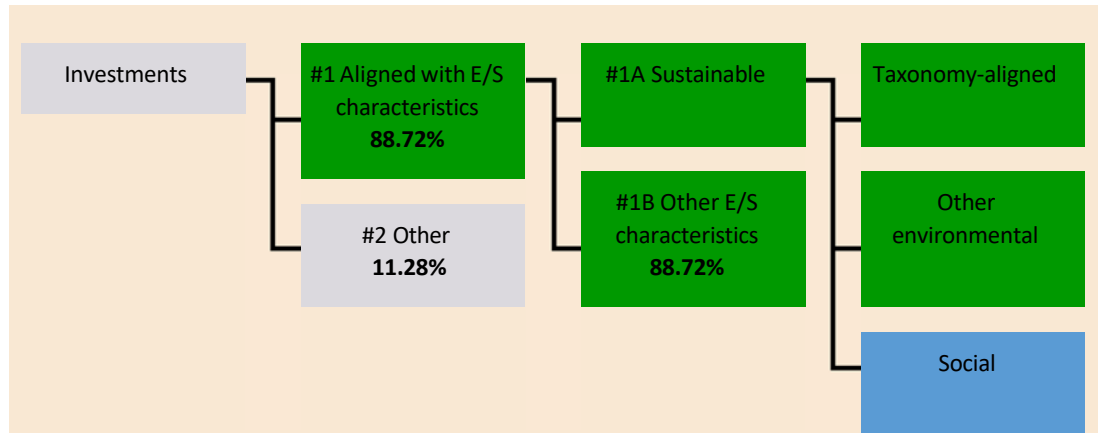 Investments
#1 Aligned with E/S
characteristics
88.72%
#2 Other
11.28%
#1A Sustainable
#1B Other E/S
characteristics
88.72%
Taxonomy-aligned
Other
environmental
Social